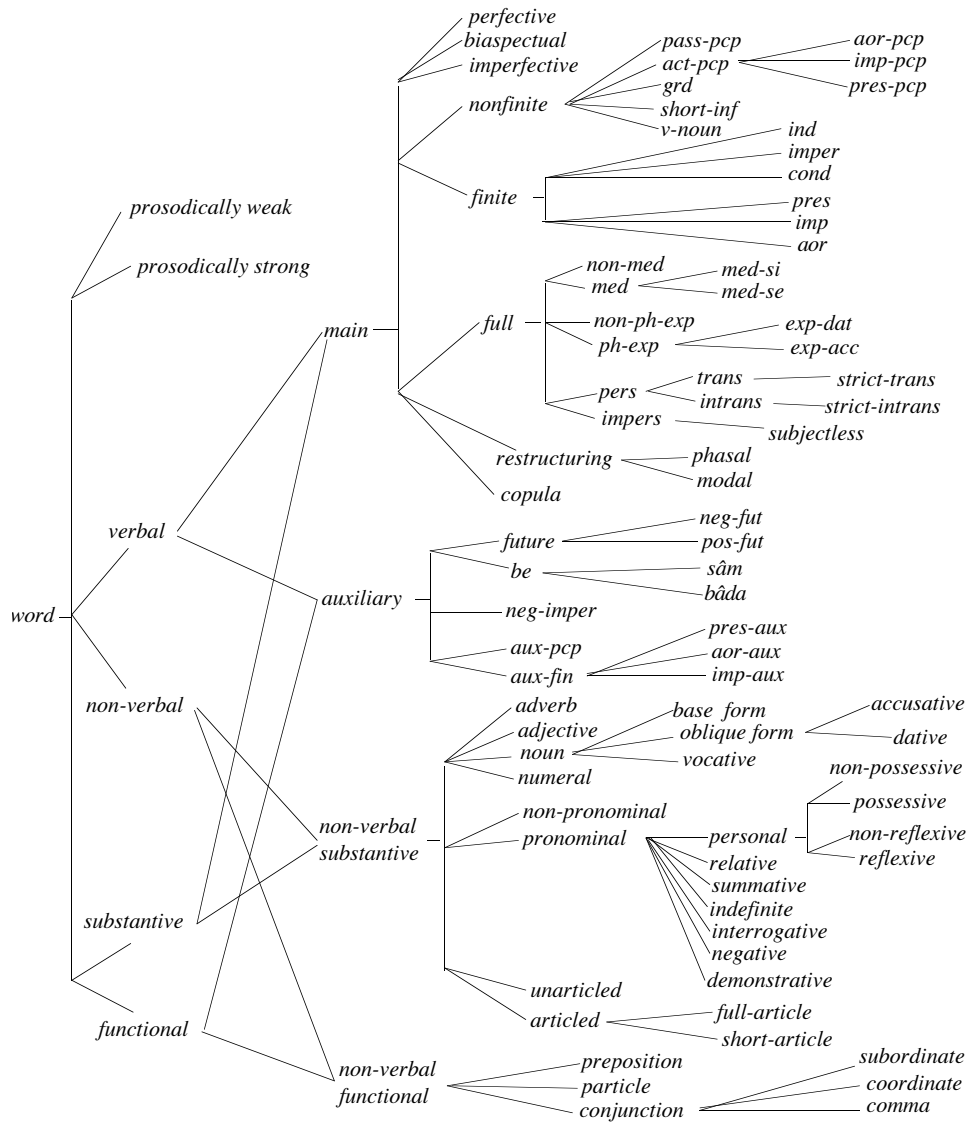 perfective
biaspectual
imperfective
nonfinite
pass-pcp
act-pcp
grd
short-inf
v-noun
aor-pcp
imp-pcp
pres-pcp
finite
ind
imper
cond
pres
imp
aor
prosodically weak
prosodically strong
main
full
non-med
med
med-si
med-se
non-ph-exp
ph-exp
exp-dat
exp-acc
pers
impers
trans
intrans
strict-trans
strict-intrans
subjectless
restructuring
phasal
modal
copula
verbal
word
auxiliary
future
neg-fut
pos-fut
be
sâm
bâda
neg-imper
aux-pcp
aux-fin
pres-aux
aor-aux
imp-aux
non-verbal
adverb
adjective
noun
numeral
base form
oblique form
vocative
accusative
dative
non-verbal
substantive
non-pronominal
pronominal
personal
relative
summative
indefinite
interrogative
negative
demonstrative
non-possessive
possessive
non-reflexive
reflexive
substantive
unarticled
articled
full-article
short-article
functional
non-verbal
functional
preposition
particle
conjunction
subordinate
coordinate
comma